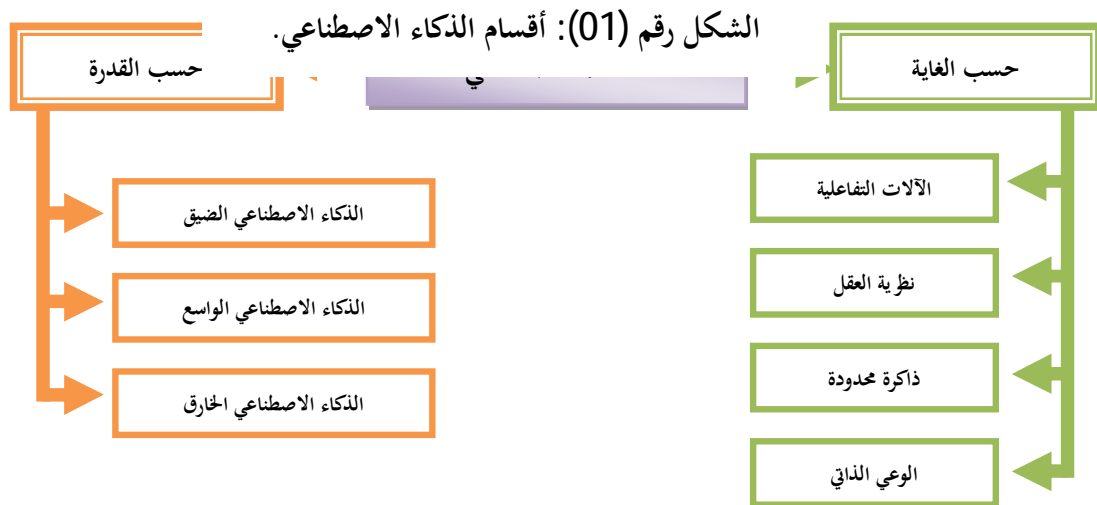 الشكل رقم (01): أقسام الذكاء الاصطناعي.
حسب الغاية
حسب القدرة
الآلات التفاعلية
نظرية العقل
ذاكرة محدودة
الوعي الذاتي
الذكاء الاصطناعي الضيق
الذكاء الاصطناعي الواسع
الذكاء الاصطناعي الخارق